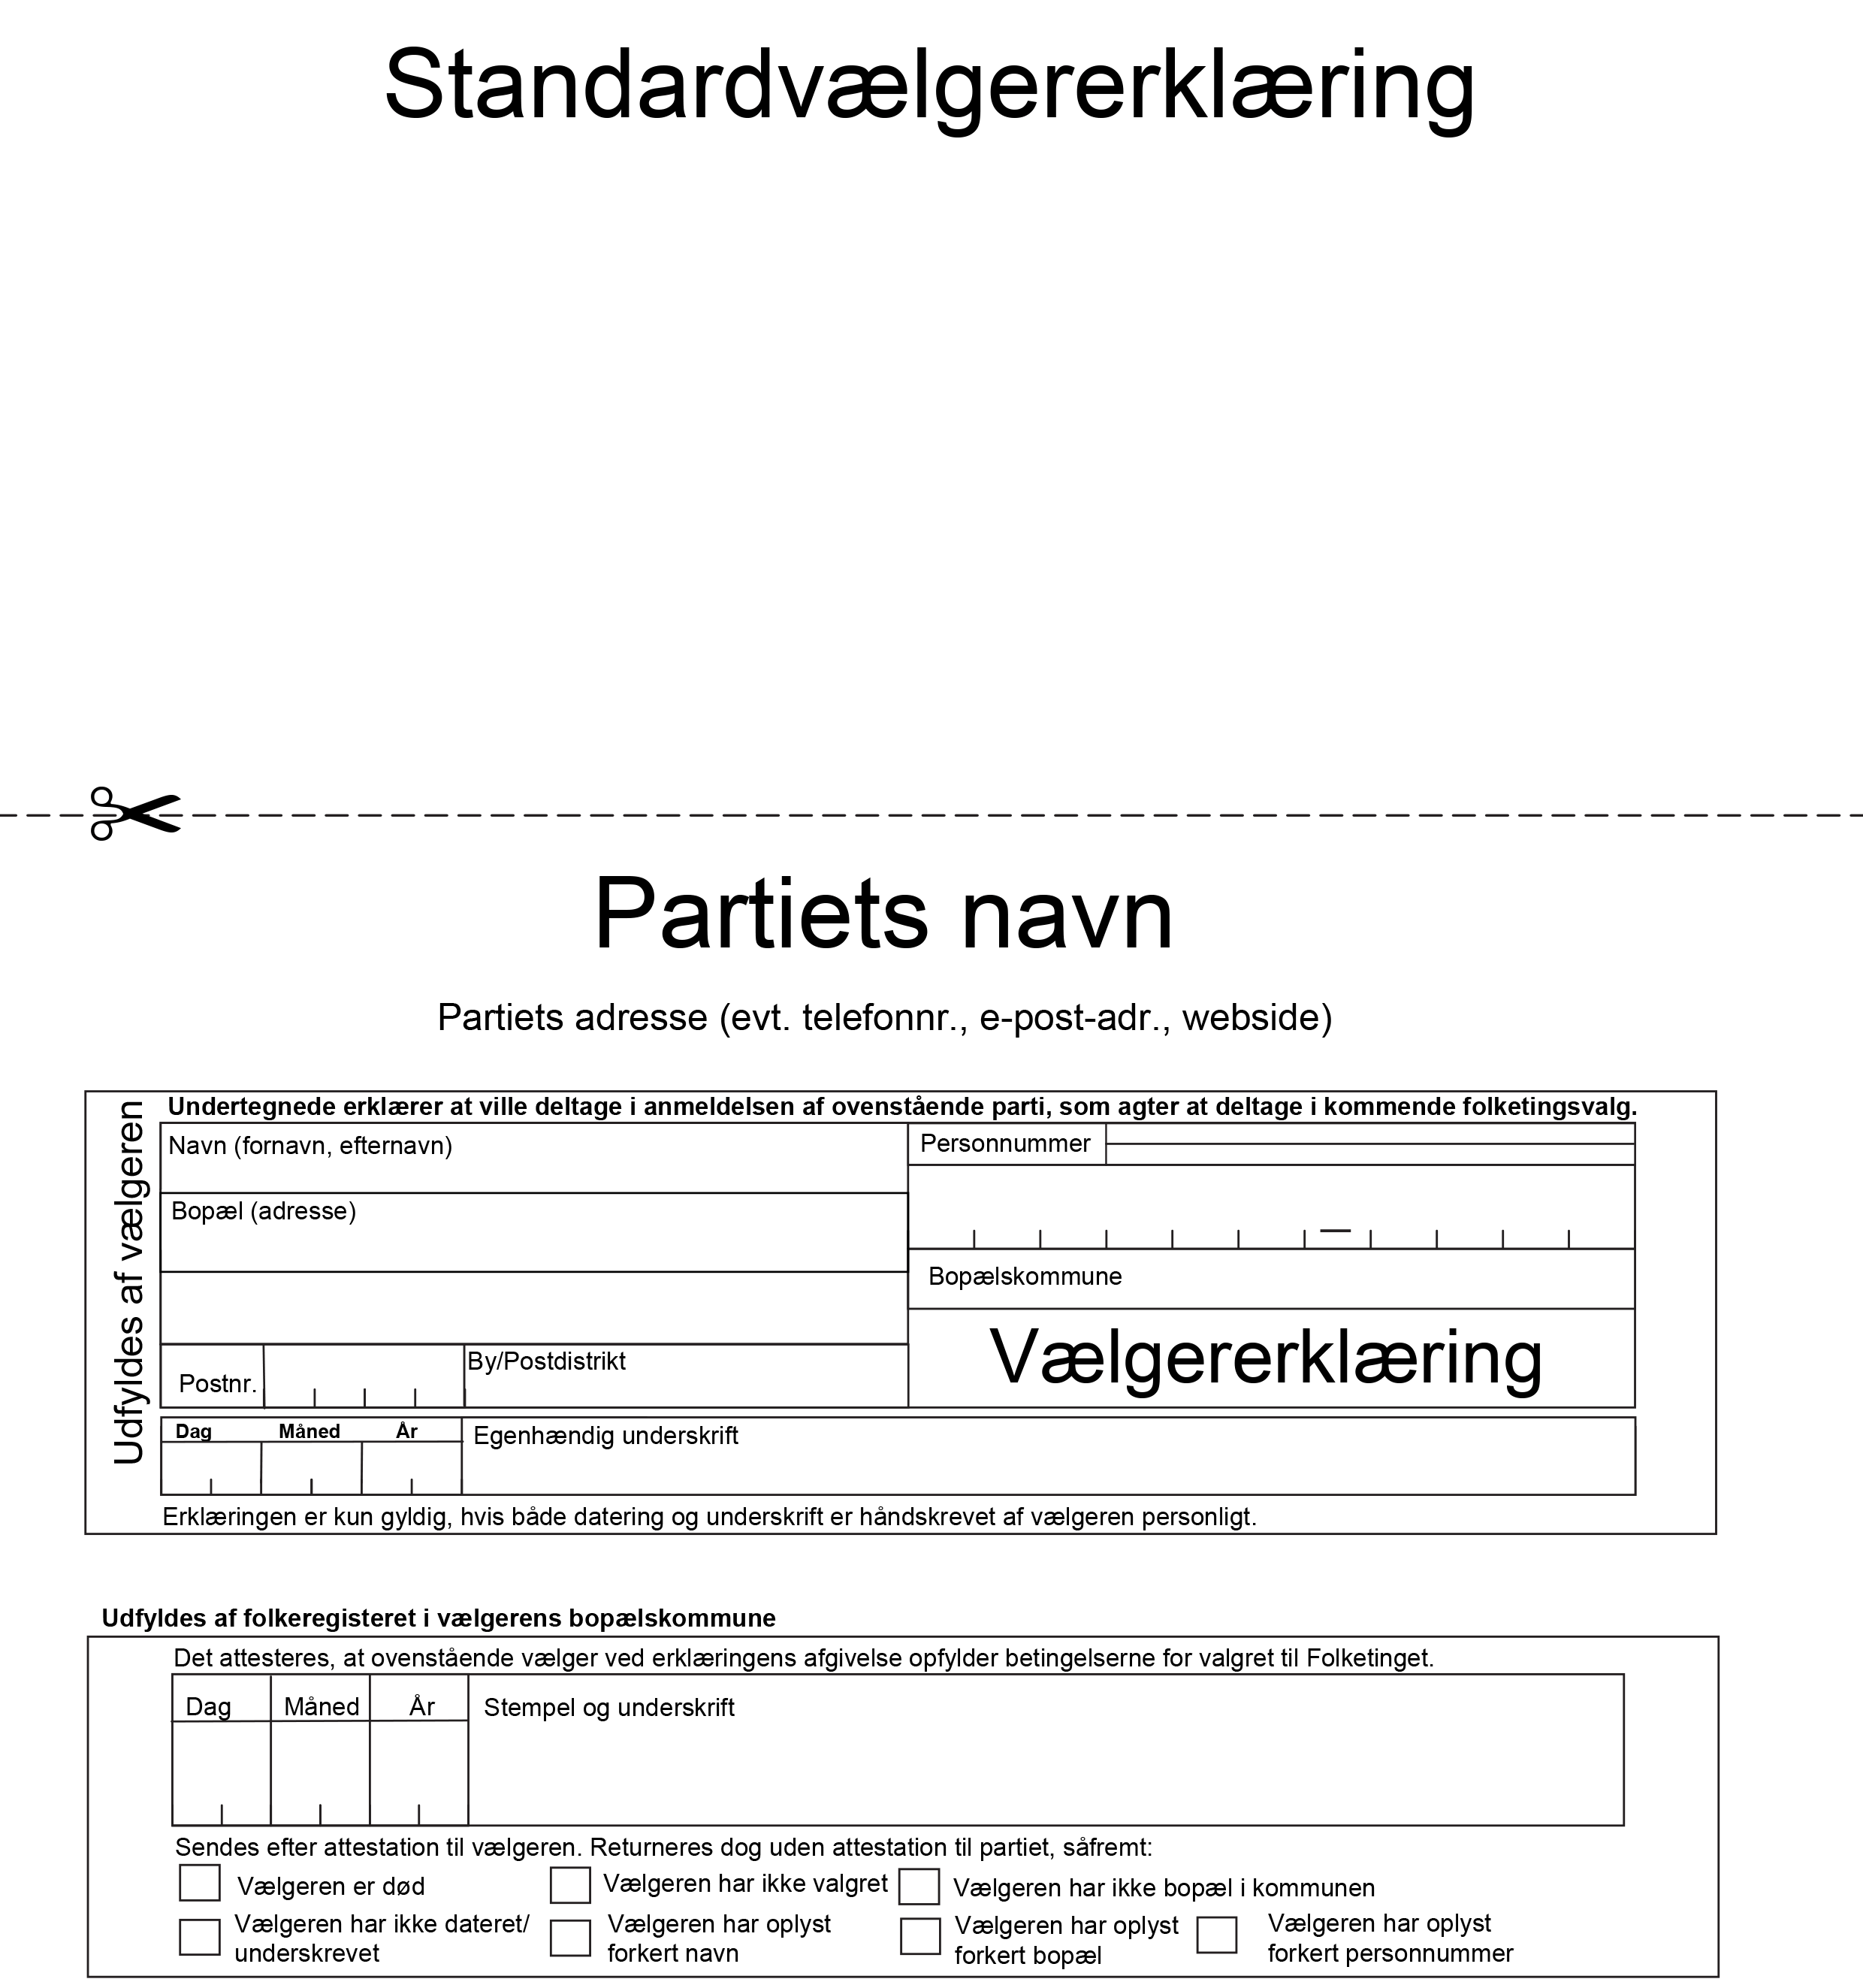 Standardvælgererklæring
Partiets navn
Partiets adresse (evt. telefonnr., e-post-adr., webside)
Udfyldes af vælgeren
Undertegnede erklærer at ville deltage i anmeldelsen af ovenstående parti, som agter at deltage i kommende folketingsvalg.
Navn (fornavn, efternavn)
Personnummer
Bopæl (adresse)
—
Bopælskommune
Vælgererklæring
Postnr.
By/Postdistrikt
Dag Måned År
Egenhændig underskrift
Erklæringen er kun gyldig, hvis både datering og underskrift er håndskrevet af vælgeren personligt.
Udfyldes af folkeregisteret i vælgerens bopælskommune
Det attesteres, at ovenstående vælger ved erklæringens afgivelse opfylder betingelserne for valgret til Folketinget.
Dag Måned År
Stempel og underskrift
Sendes efter attestation til vælgeren. Returneres dog uden attestation til partiet, såfremt:
Vælgeren er død
Vælgeren har ikke valgret
Vælgeren har ikke bopæl i kommunen
Vælgeren har ikke dateret/
underskrevet
Vælgeren har oplyst
forkert navn
Vælgeren har oplyst
forkert bopæl
Vælgeren har oplyst
forkert personnummer